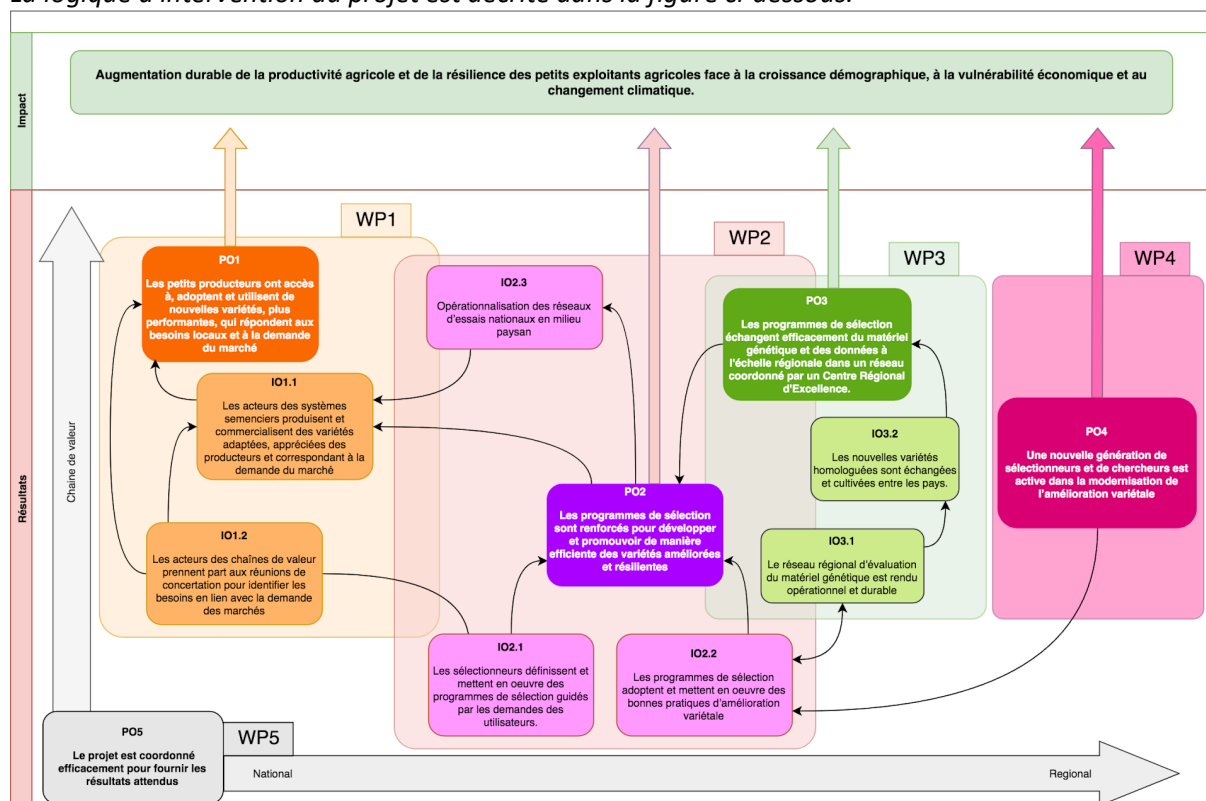 La logique d'intervention du projet est décrite dans la figure ci-dessous.
Impact
Augmentation durable de la productivité agricole et de la résilience des petits exploitants agricoles face à la croissance démographique, à la vulnérabilité économique et au
changement climatique.
Résultats
Chaine de valeur
WP1
PO1
Les petits producteurs ont accès
à, adoptent et utilisent de
nouvelles variétés, plus
performantes, qui répondent aux
besoins locaux et à la demande
du marché
IO1.1
Les acteurs des systèmes
semenciers produisent et
commercialisent des variétés
adaptées, appréciées des
producteurs et correspondant à la
demande du marché
IO1.2
Les acteurs des chaînes de valeur
prennent part aux réunions de
concertation pour identifier les
besoins en lien avec la demande
des marchés
WP2
IO2.3
Opérationnalisation des réseaux
d'essais nationaux en milieu
paysan
PO2
Les programmes de sélection
sont renforcés pour développer
et promouvoir de manière
efficiente des variétés améliorées
et résilientes
IO2.1
Les sélectionneurs définissent et
mettent en oeuvre des
programmes de sélection guidés
par les demandes des
utilisateurs.
IO2.2
Les programmes de sélection
adoptent et mettent en oeuvre des
bonnes pratiques d'amélioration
variétale
WP3
PO3
Les programmes de sélection
échangent efficacement du matériel
génétique et des données à
l'échelle régionale dans un réseau
coordonné par un Centre Régional
d'Excellence.
IO3.2
Les nouvelles variétés
homologuées sont échangées
et cultivées entre les pays.
IO3.1
Le réseau régional d'évaluation
du matériel génétique est rendu
opérationnel et durable
WP4
PO4
Une nouvelle génération de
sélectionneurs et de chercheurs est
active dans la modernisation de
l'amélioration variétale
WP5
PO5
Le projet est coordonné
efficacement pour fournir les
résultats attendus
National
Regional